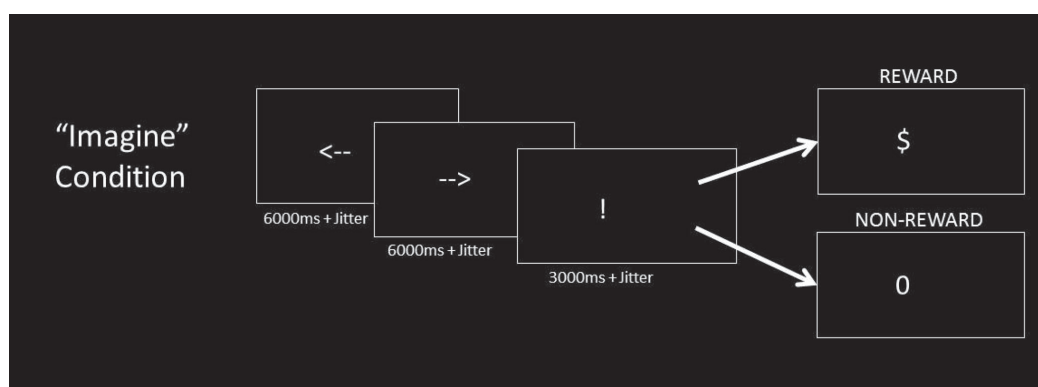 “Imagine”
Condition
<--
6000ms + Jitter
-->
6000ms + Jitter
!
3000ms + Jitter
REWARD
$
NON-REWARD
0